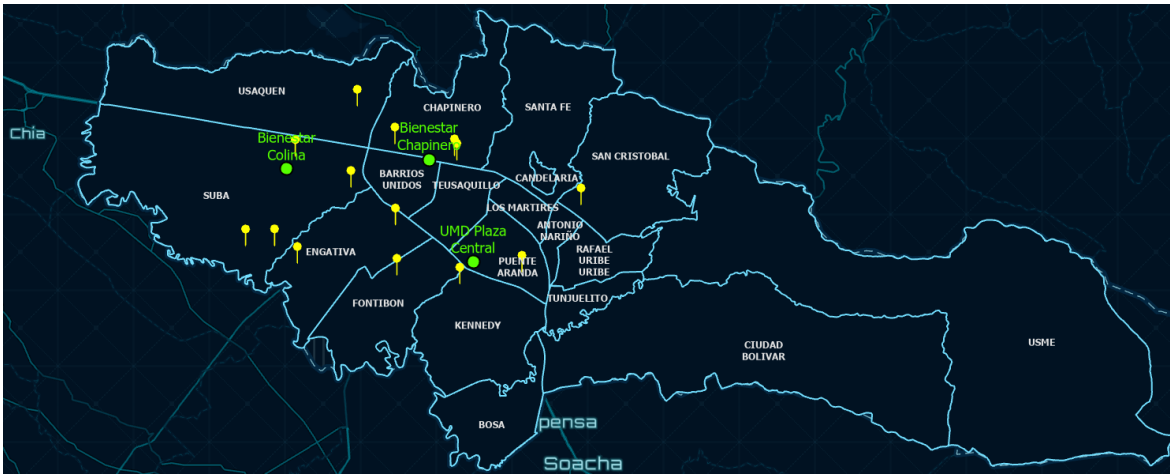 USAQUEN
CHAPINERO
SANTA FE
Chia
Bienestar
Colina
Bienestar
Chapinero
SAN CRISTOBAL
BARRIOS
UNIDOS
TEUSAQUILLO
CANDELARIA
SUBA
LOS MARTIRES
ENGATIVA
UMD Plaza
Central
ANTONIO
NARIÑO
PUENTE
ARANDA
RAFAEL
URIBE
URIBE
FONTIBON
TUNJUELITO
KENNEDY
CIUDAD
BOLIVAR
USME
BOSA
pensa
Soacha